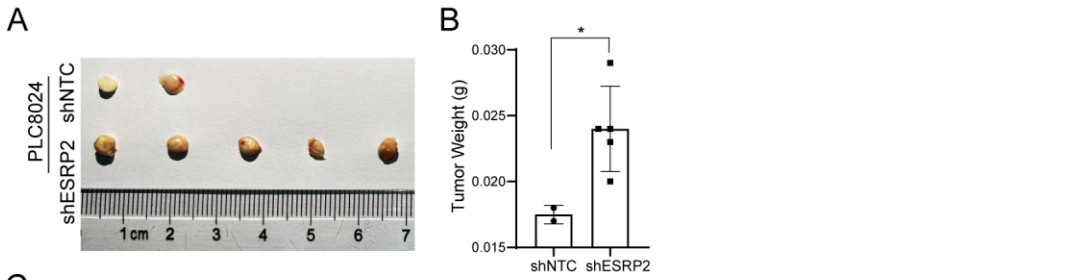 A
PLC8024
shNTC
shESRP2
1 cm 2 3 4 5 6 7
B
Tumor Weight (g)
0.030
0.025
0.020
0.015
*
shNTC shESRP2